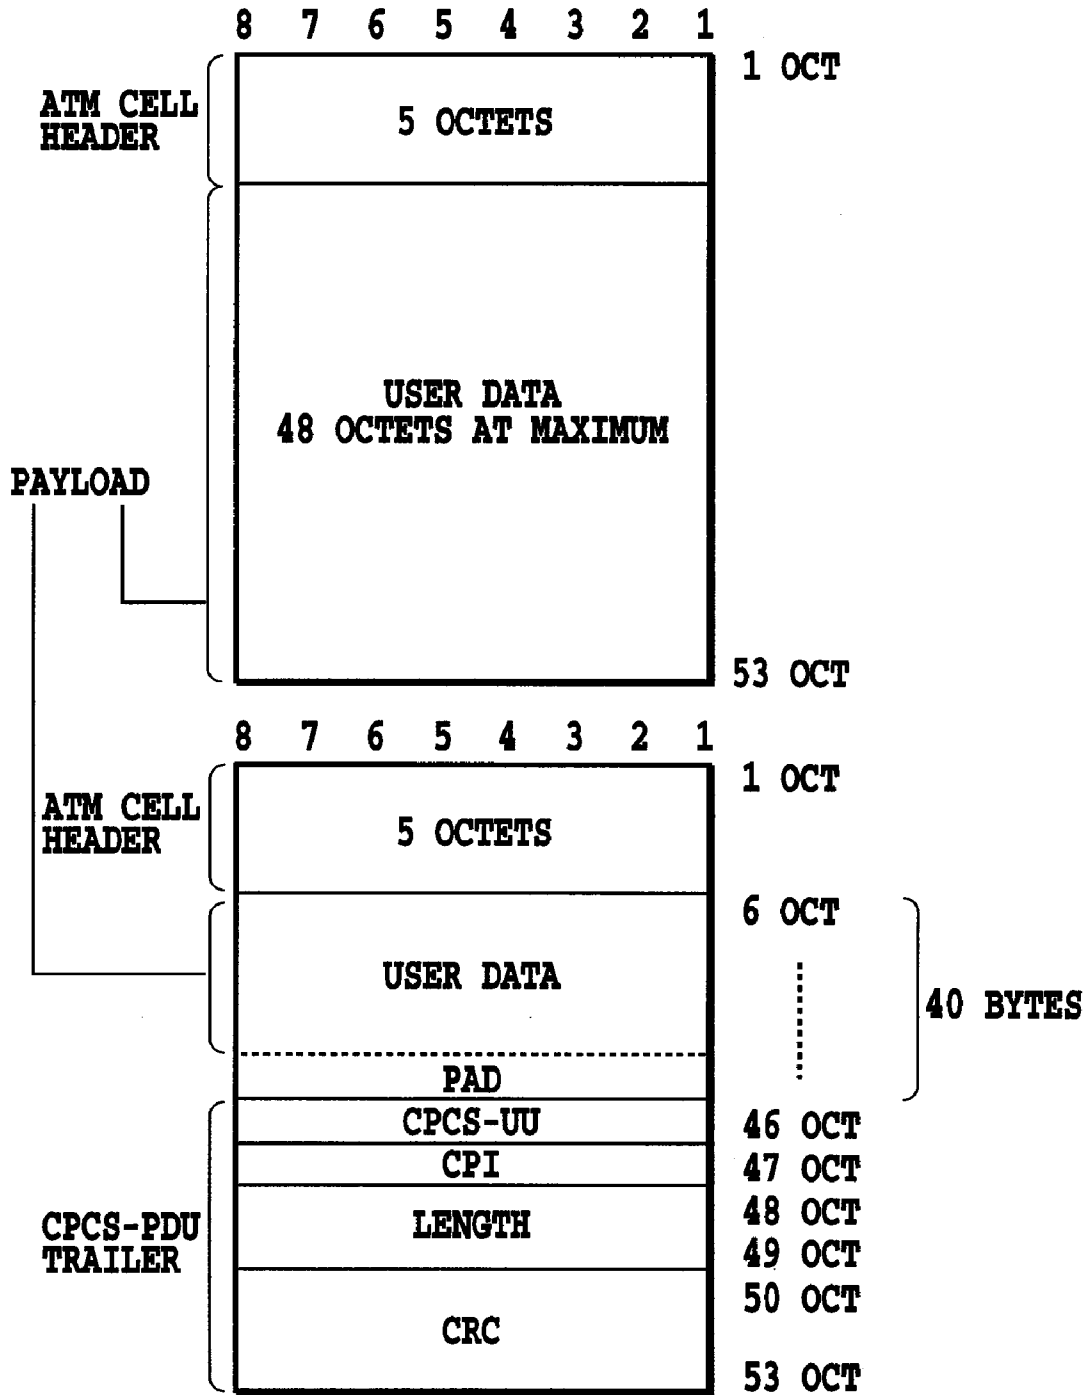 8 7 6 5 4 3 2 1
1 OCT
ATM CELL
HEADER
5 OCTETS
USER DATA
48 OCTETS AT MAXIMUM
PAYLOAD
53 OCT
8 7 6 5 4 3 2 1
1 OCT
ATM CELL
HEADER
5 OCTETS
6 OCT
USER DATA
40 BYTES
PAD
CPCS-UU
46 OCT
CPI
47 OCT
CPCS-PDU
TRAILER
LENGTH
48 OCT
49 OCT
50 OCT
CRC
53 OCT